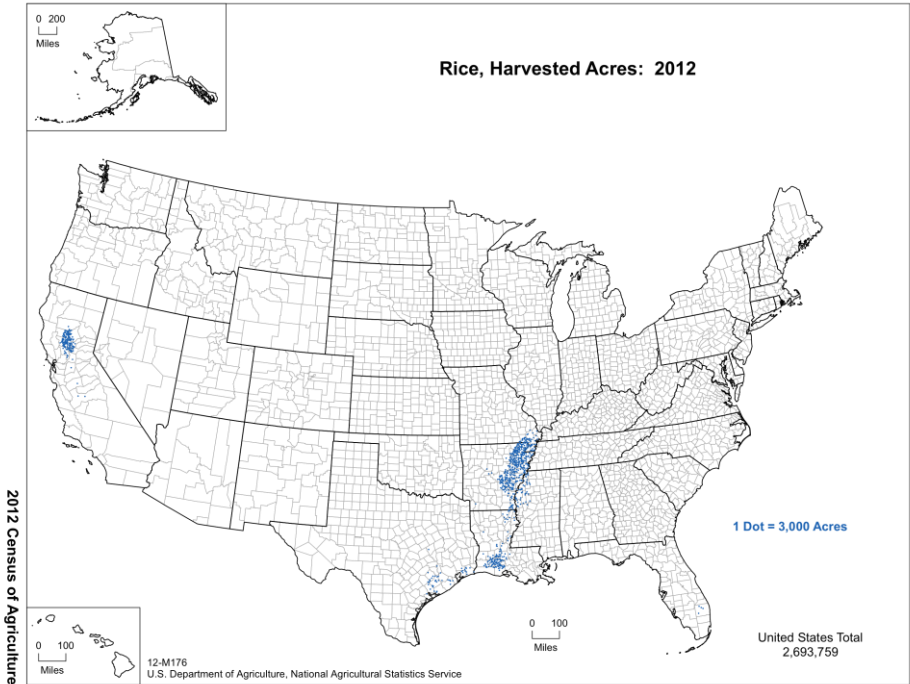 0 200
Miles
Rice, Harvested Acres: 2012
1 Dot = 3,000 Acres
2012 Census of Agriculture
0 100
Miles
0 100
Miles
United States Total
2,693,759
12-M176
U.S. Department of Agriculture, National Agricultural Statistics Service